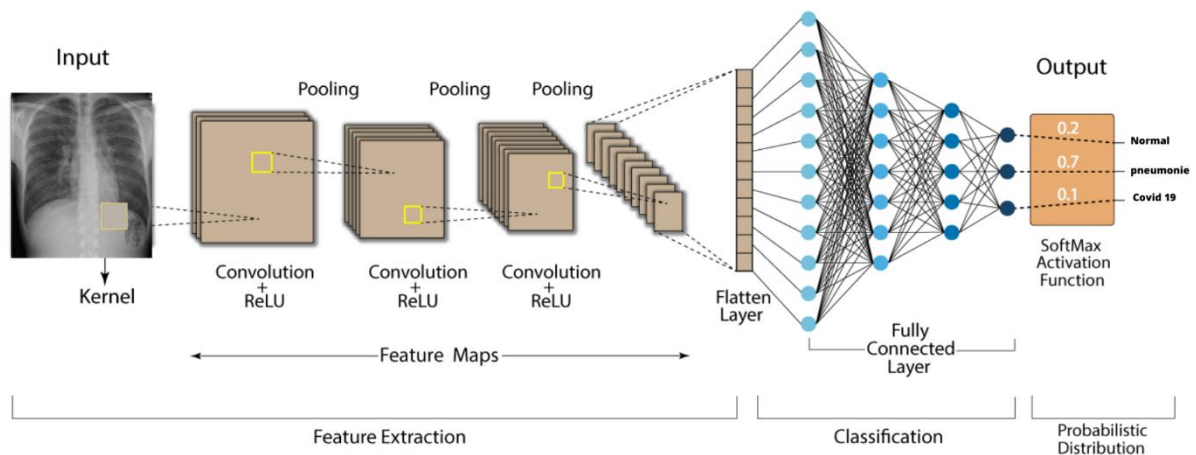 Input
Kernel
Pooling
Pooling
Pooling
Convolution
+
ReLU
Convolution
+
ReLU
Convolution
+
ReLU
Feature Maps
Flatten
Layer
Fully
Connected
Layer
Output
0.2
Normal
0.7
pneumonie
0.1
Covid 19
SoftMax
Activation
Function
Feature Extraction
Classification
Probabilistic
Distribution